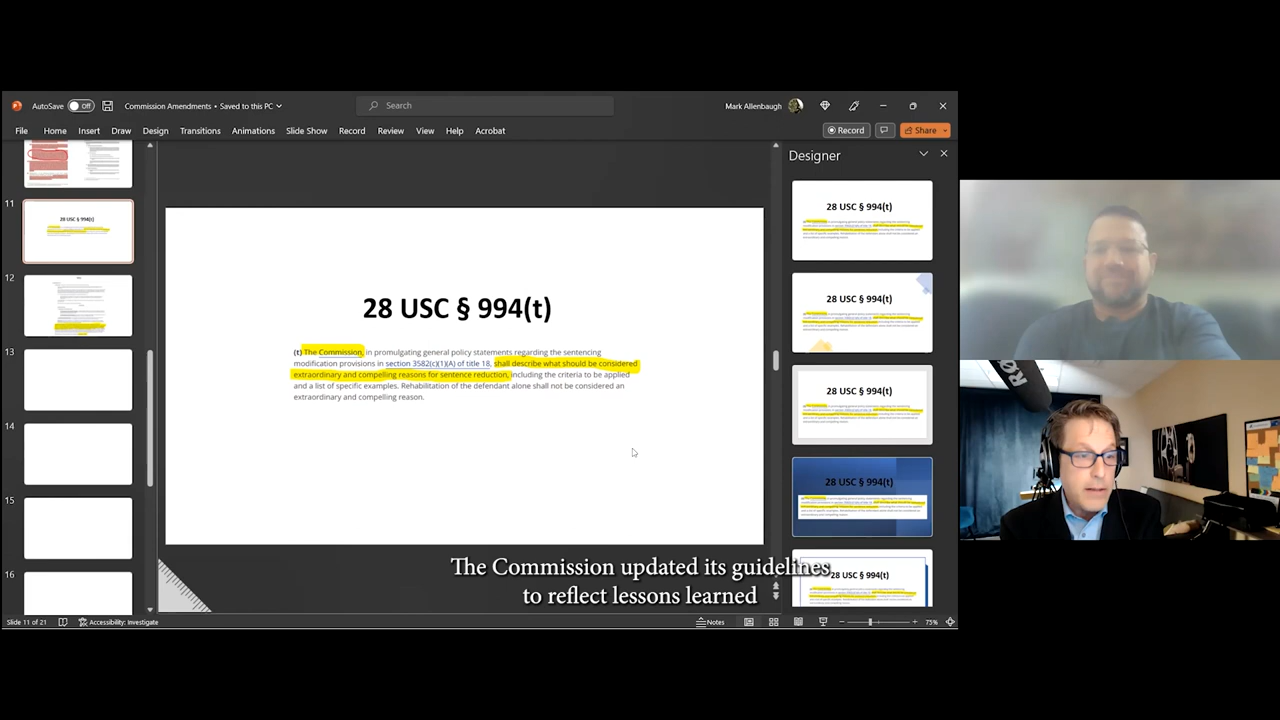 AutoSave
Off
Commission Amendments • Saved to this PC
Search
Mark Allenbaugh
File
Home
Insert
Draw
Design
Transitions
Animations
Slide Show
Record
Review
View
Help
Acrobat
Record
Share
11
28 USC § 994(t)
12
13
14
15
16
28 USC § 994(t)
(t) The Commission, in promulgating general policy statements regarding the sentencing
modification provisions in section 3582(c)(1)(A) of title 18, shall describe what should be considered
extraordinary and compelling reasons for sentence reduction, including the criteria to be applied
and a list of specific examples. Rehabilitation of the defendant alone shall not be considered an
extraordinary and compelling reason.
Designer
28 USC § 994(t)
28 USC § 994(t)
28 USC § 994(t)
28 USC § 994(t)
28 USC § 994(t)
The Commission updated its guidelines
to reflect lessons learned
Slide 11 of 21
Accessibility: Investigate
Notes
75%